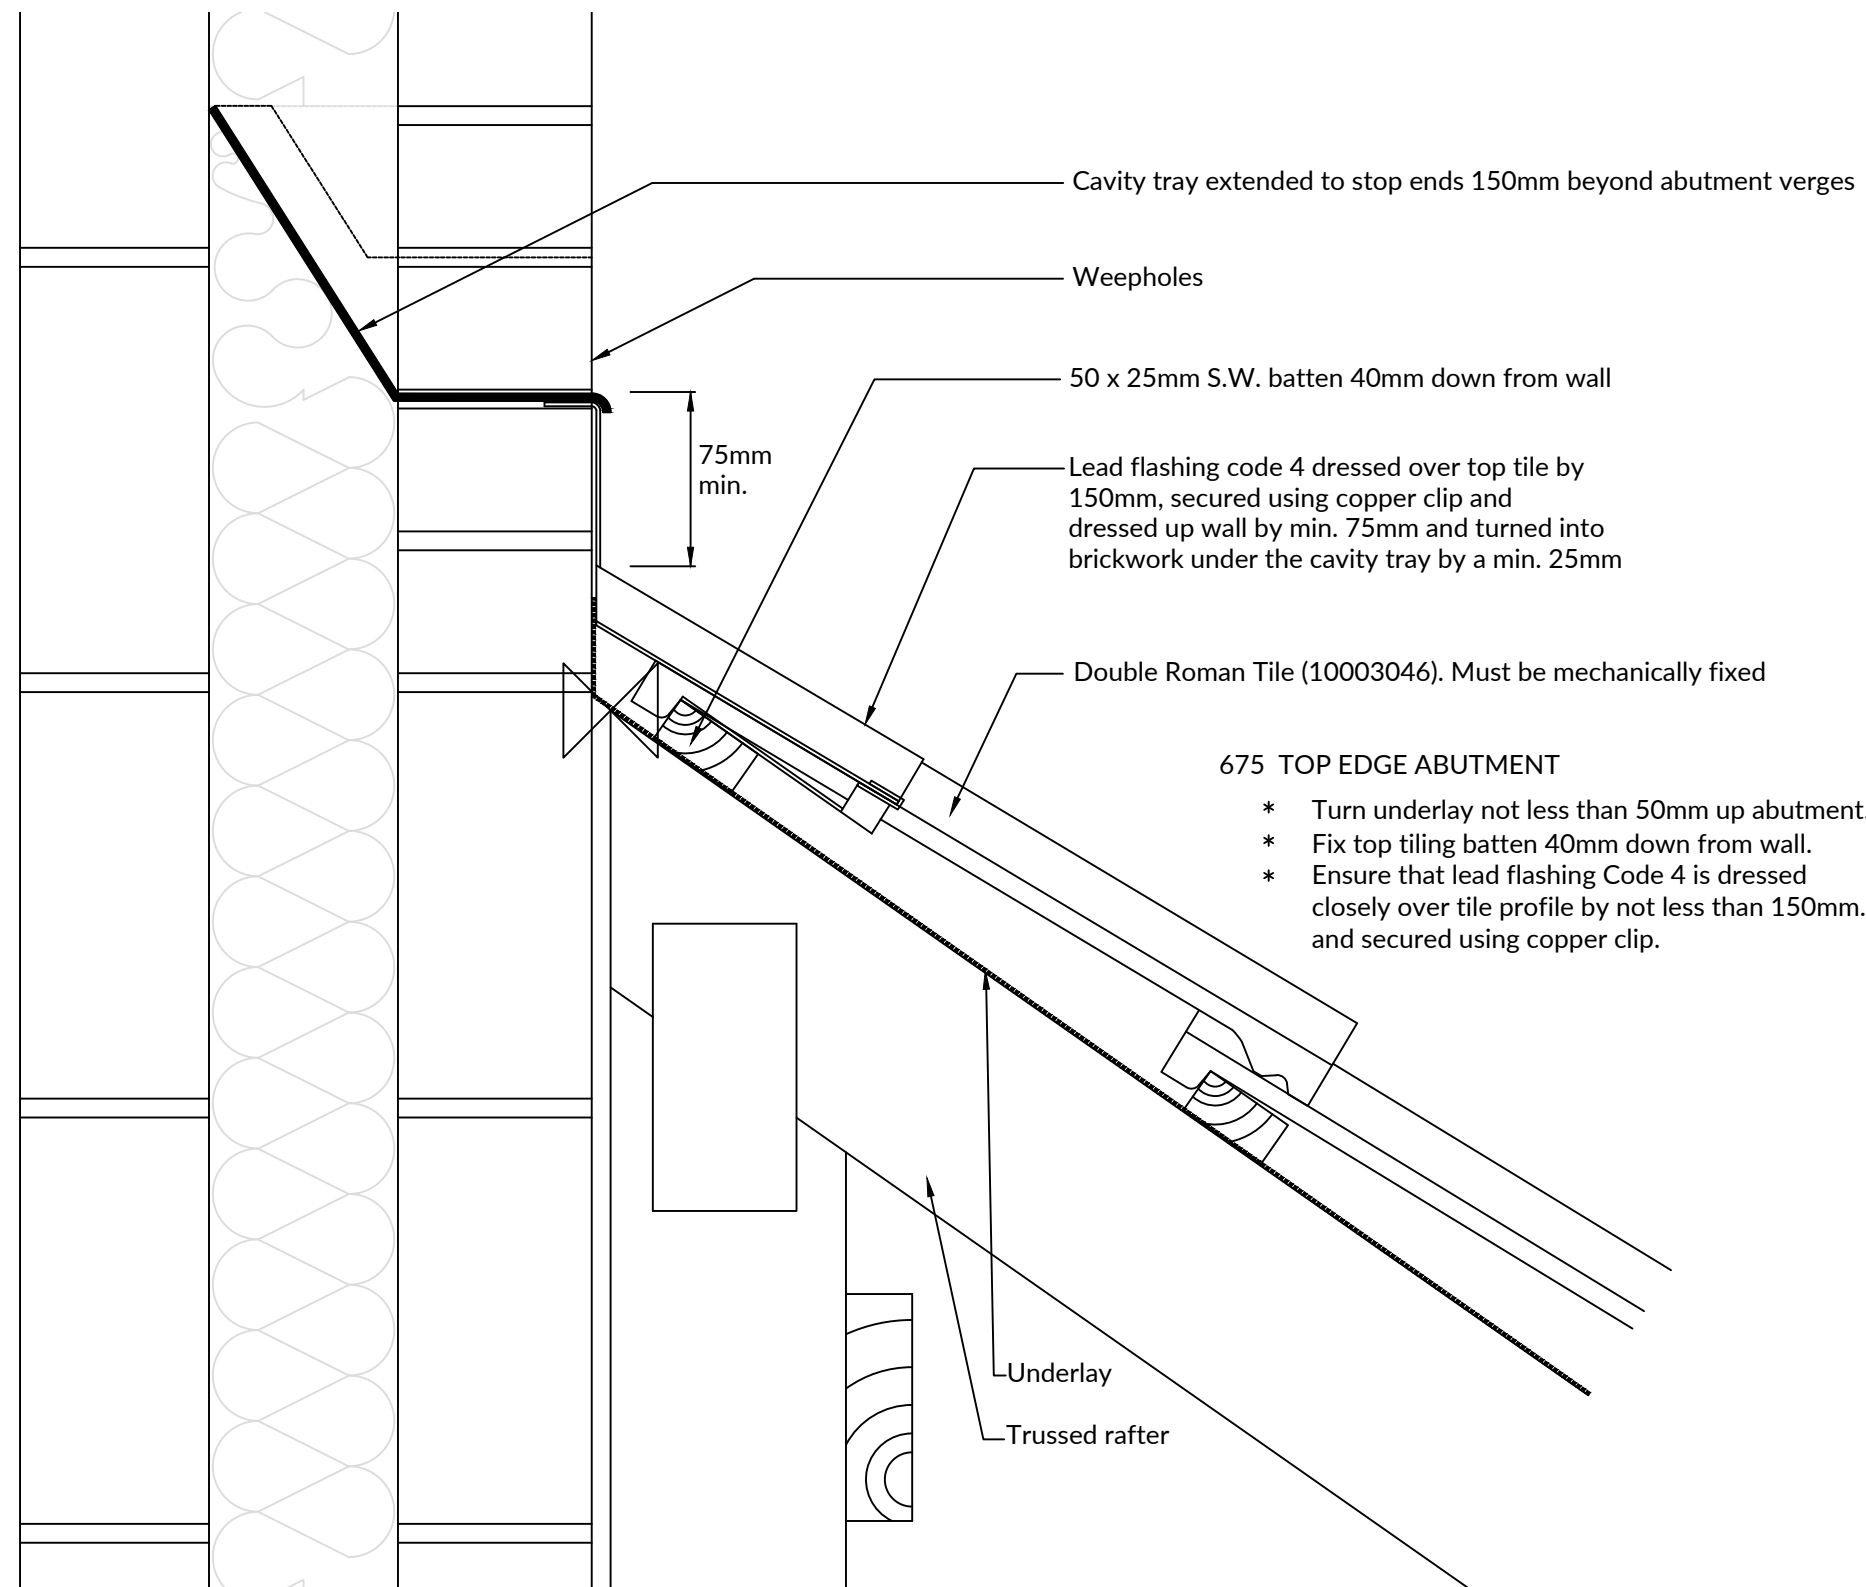 Cavity tray extended to stop ends 150mm beyond abutment verges
Weepholes
50 x 25mm S.W. batten 40mm down from wall
75mm
min.
Lead flashing code 4 dressed over top tile by
150mm, secured using copper clip and
dressed up wall by min. 75mm and turned into
brickwork under the cavity tray by a min. 25mm
Double Roman Tile (10003046). Must be mechanically fixed
675 TOP EDGE ABUTMENT
* Turn underlay not less than 50mm up abutment.
* Fix top tiling batten 40mm down from wall.
* Ensure that lead flashing Code 4 is dressed
closely over tile profile by not less than 150mm.
and secured using copper clip.
Underlay
Trussed rafter